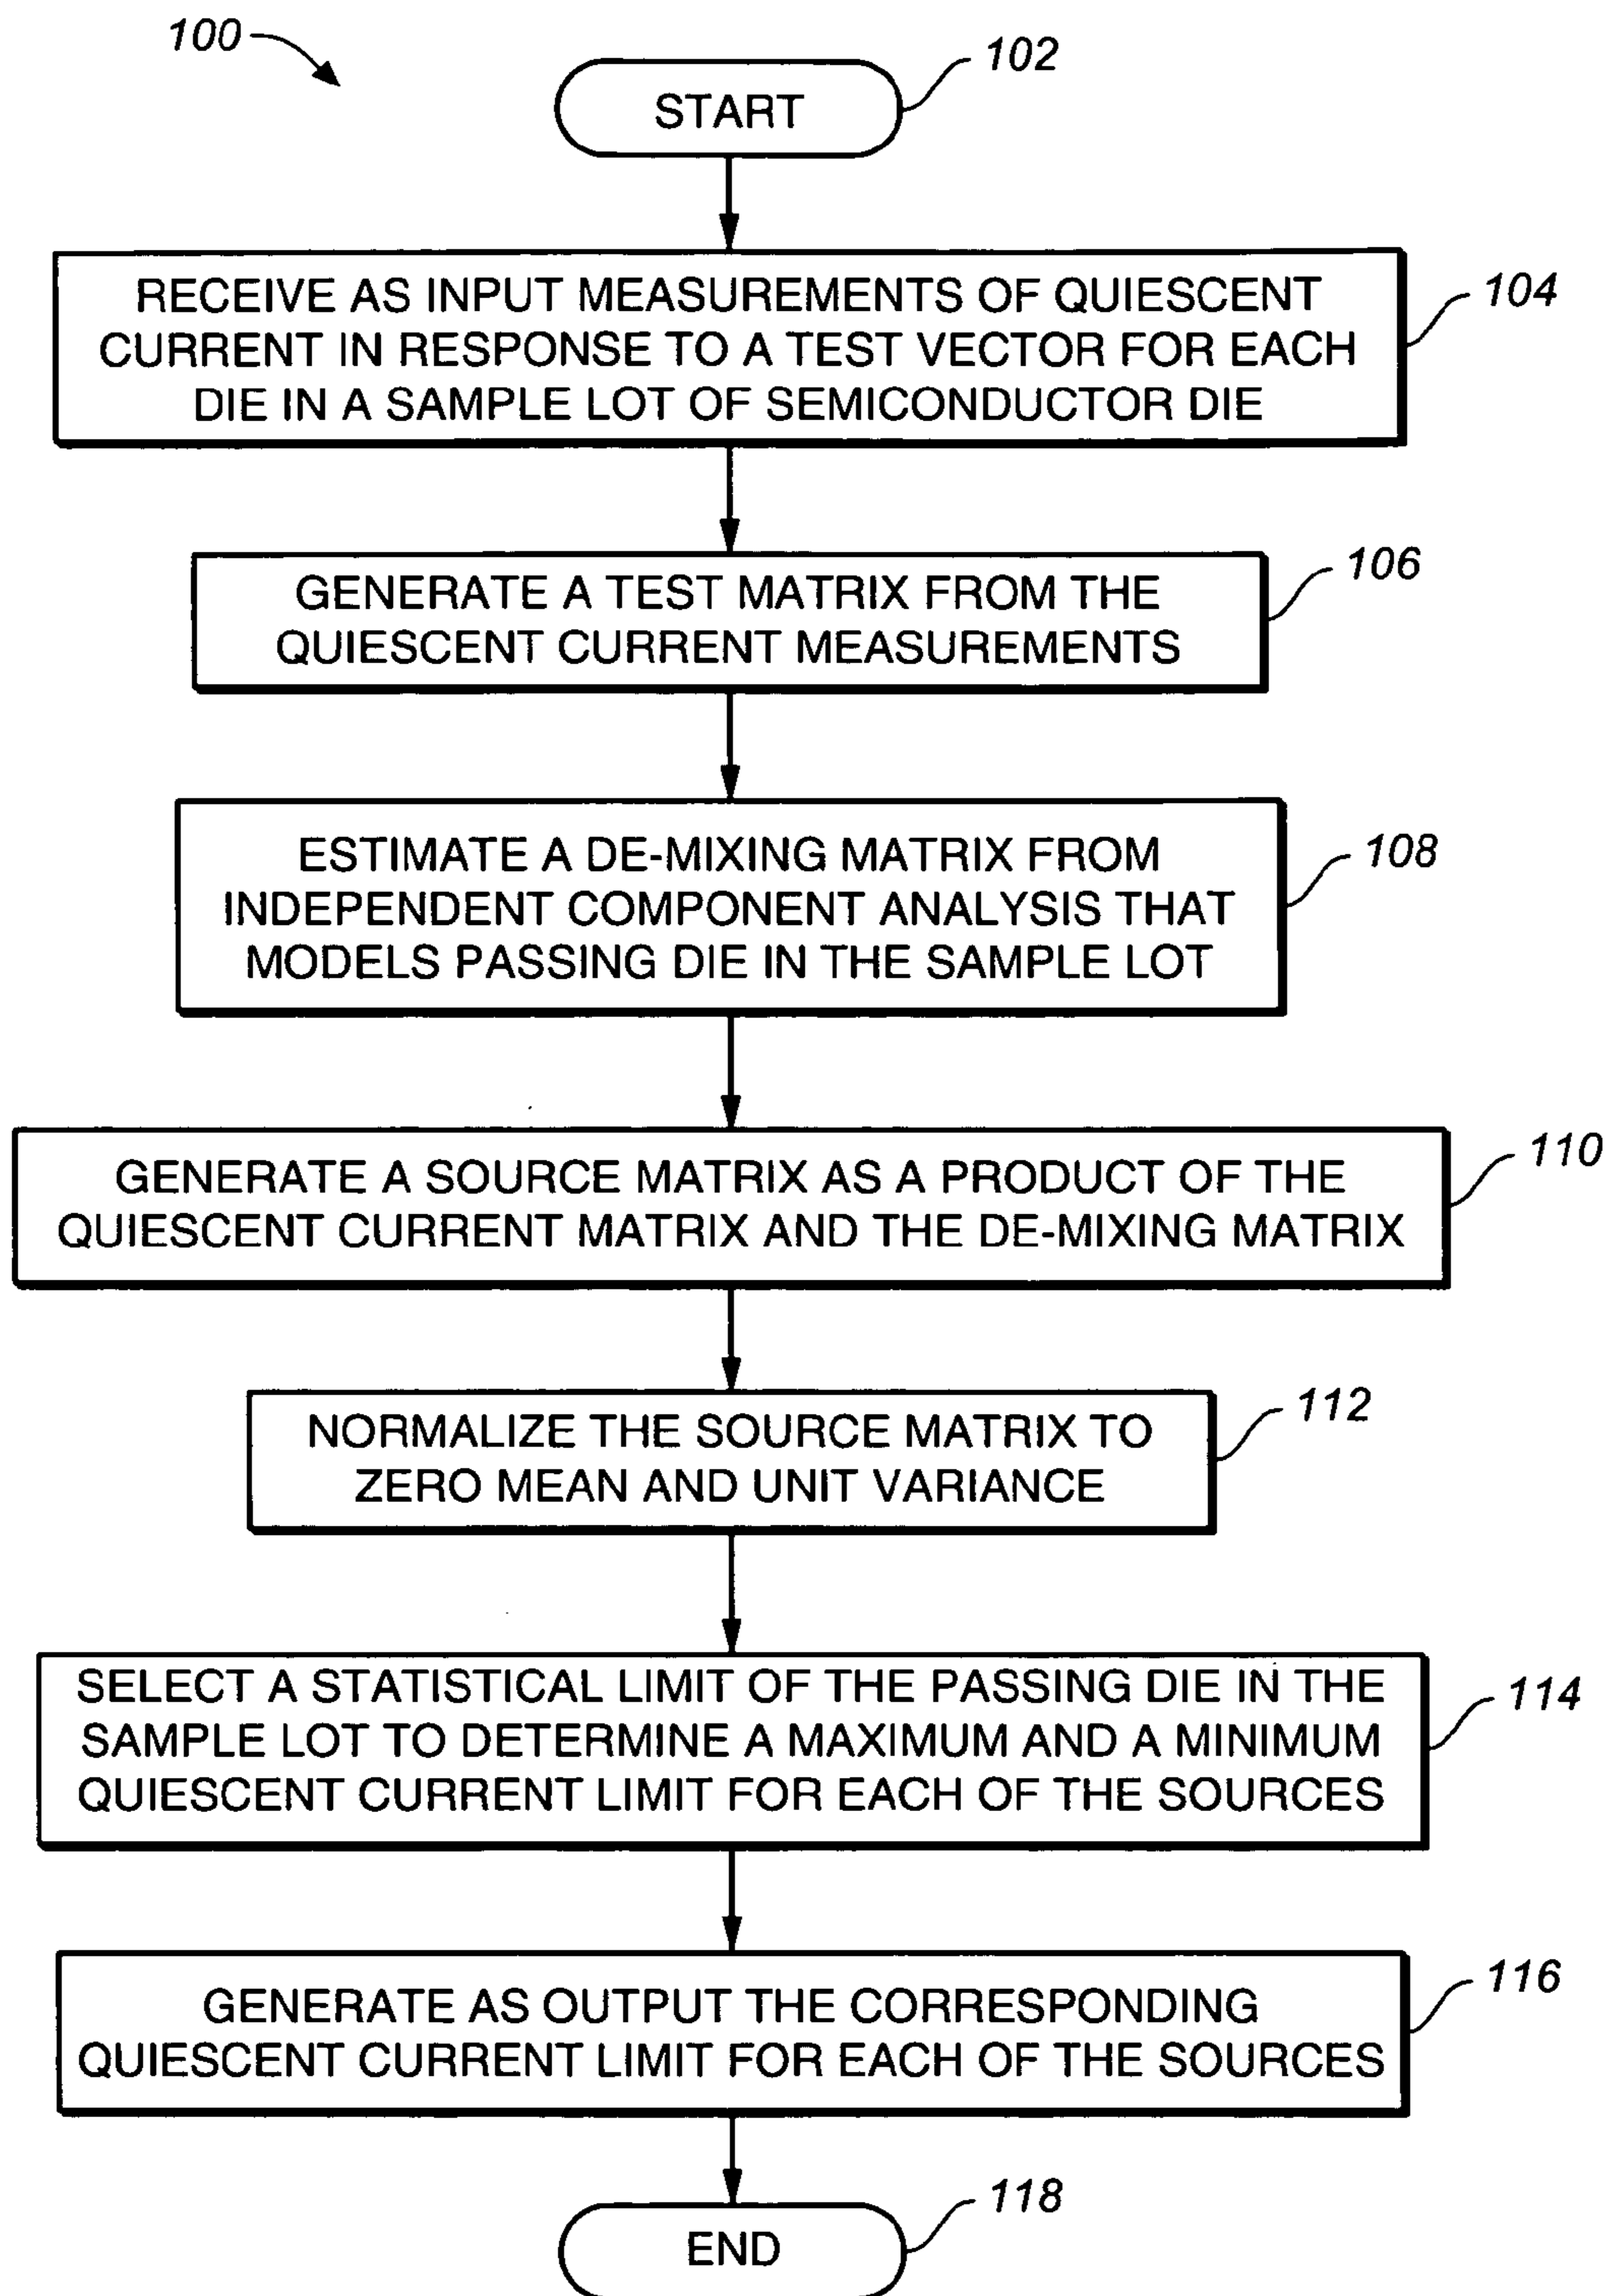 100
102
START
104
RECEIVE AS INPUT MEASUREMENTS OF QUIESCENT
CURRENT IN RESPONSE TO A TEST VECTOR FOR EACH
DIE IN A SAMPLE LOT OF SEMICONDUCTOR DIE
106
GENERATE A TEST MATRIX FROM THE
QUIESCENT CURRENT MEASUREMENTS
108
ESTIMATE A DE-MIXING MATRIX FROM
INDEPENDENT COMPONENT ANALYSIS THAT
MODELS PASSING DIE IN THE SAMPLE LOT
110
GENERATE A SOURCE MATRIX AS A PRODUCT OF THE
QUIESCENT CURRENT MATRIX AND THE DE-MIXING MATRIX
112
NORMALIZE THE SOURCE MATRIX TO
ZERO MEAN AND UNIT VARIANCE
114
SELECT A STATISTICAL LIMIT OF THE PASSING DIE IN THE
SAMPLE LOT TO DETERMINE A MAXIMUM AND A MINIMUM
QUIESCENT CURRENT LIMIT FOR EACH OF THE SOURCES
116
GENERATE AS OUTPUT THE CORRESPONDING
QUIESCENT CURRENT LIMIT FOR EACH OF THE SOURCES
118
END